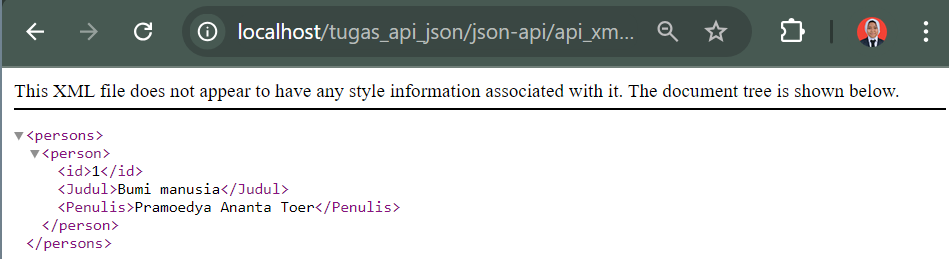 localhost/tugas_api_json/json-api/api_xm...
This XML file does not appear to have any style information associated with it. The document tree is shown below.
<persons>
<person>
<id>1</id>
<Judul>Bumi manusia</Judul>
<Penulis>Pramoedya Ananta Toer</Penulis>
</person>
</persons>